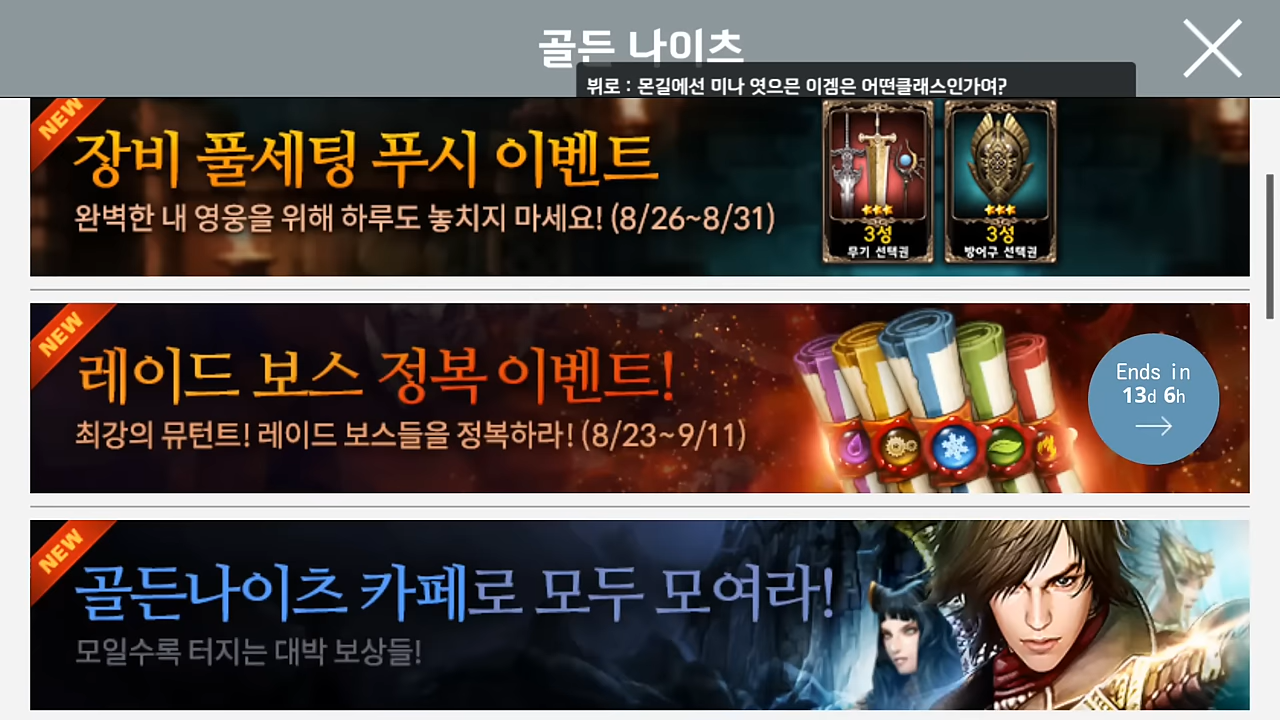 골든 나이츠
뷔로 : 몬길에선 미나 엿으믄 이겜은 어떤클래스인가여?
NEW
장비 풀세팅 푸시 이벤트
완벽한 내 영웅을 위해 하루도 놓치지 마세요! (8/26~8/31)
3성
무기 선택권
3성
방어구 선택권
NEW
레이드 보스 정복 이벤트!
최강의 뮤턴트! 레이드 보스들을 정복하라! (8/23~9/11)
Ends in
13d 6h
NEW
골든나이츠 카페로 모두 모여라!
모일수록 터지는 대박 보상들!